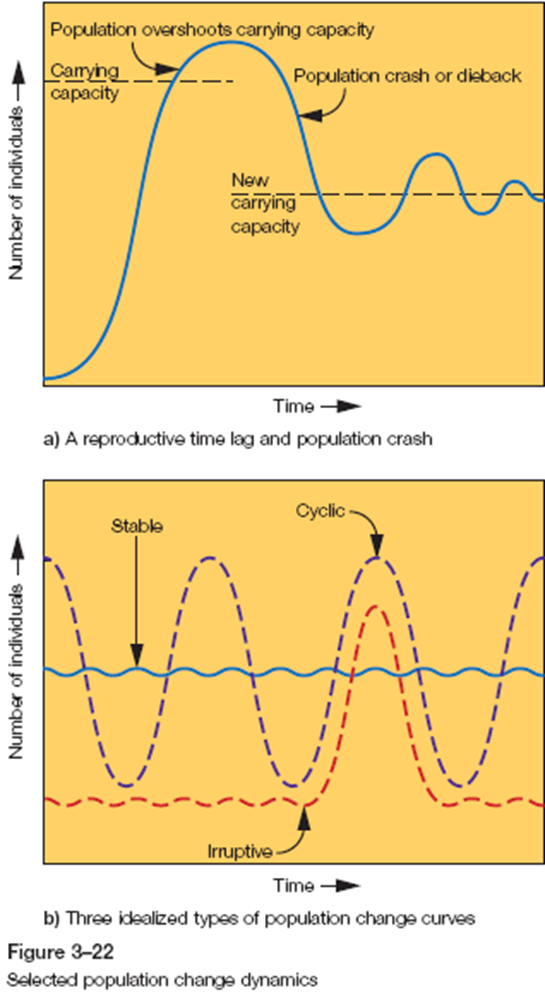 Population overshoots carrying capacity
Carrying
capacity
Population crash or dieback
New
carrying
capacity
Number of individuals
Time
a) A reproductive time lag and population crash
Stable
Cyclic
Number of individuals
Irruptive
Time
b) Three idealized types of population change curves
Figure 3–22
Selected population change dynamics